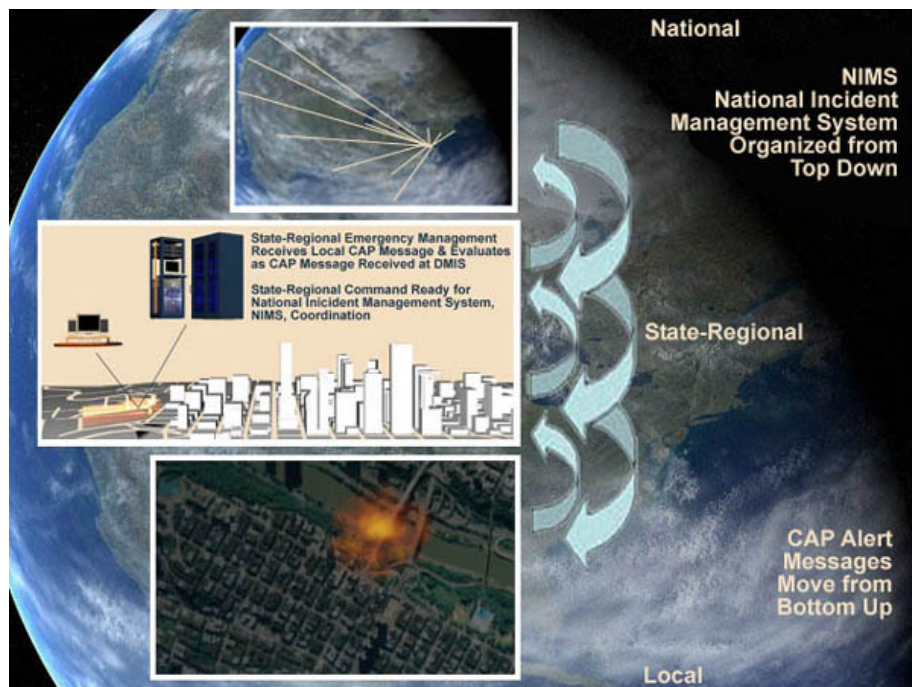 National
NIMS
National Incident
Management System
Organized from
Top Down
State-Regional Emergency Management
Receives Local CAP Message & Evaluates
as CAP Message Received at DMIS
State-Regional Command Ready for
National Inicident Management System,
NIMS, Coordination
State-Regional
CAP Alert
Messages
Move from
Bottom Up
Local